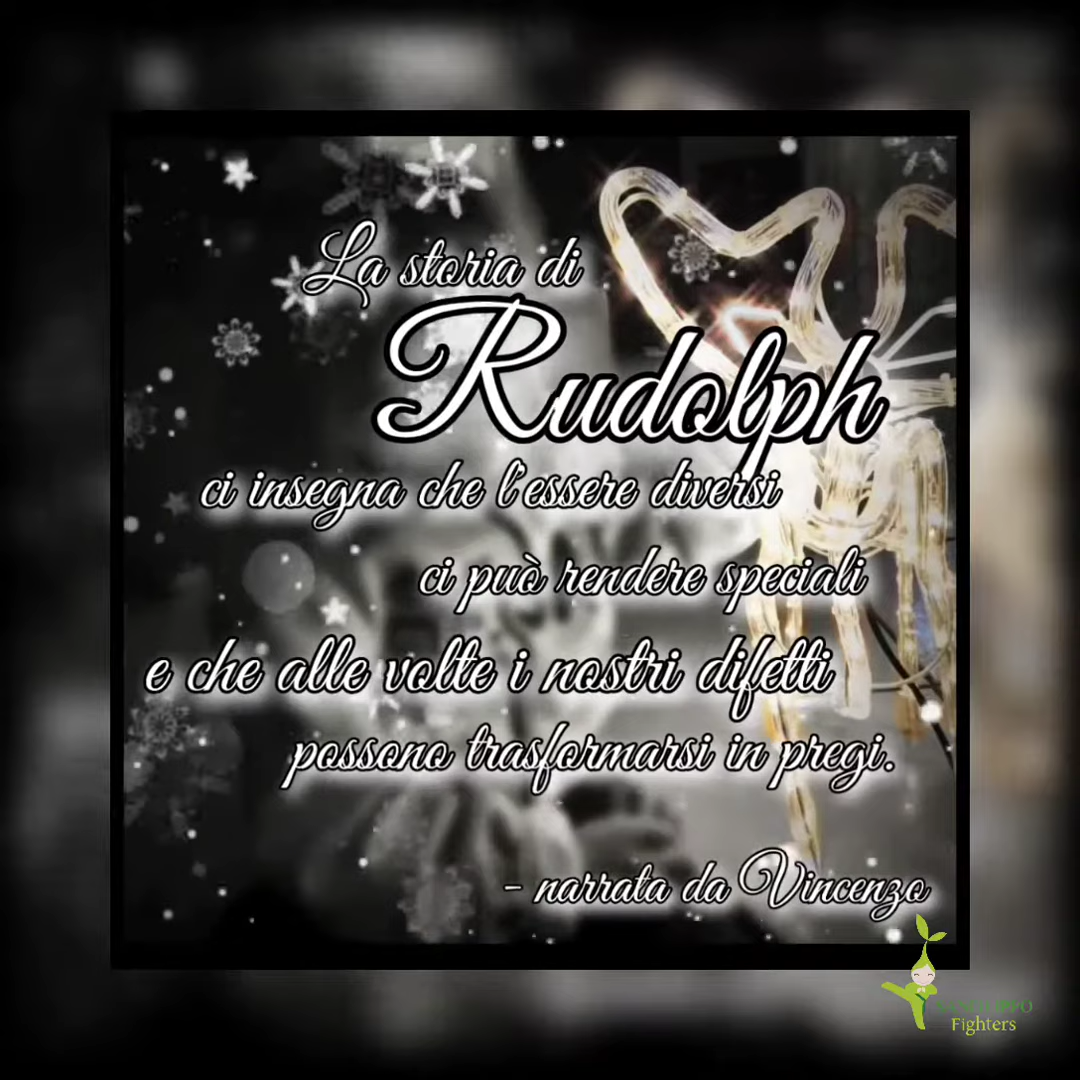 La storia di
Rudolph
ci insegna che l'essere diversi
ci può rendere speciali
e che alle volte i nostri difetti
possono trasformarsi in pregi.
- narrata da Vincenzo
Fighters